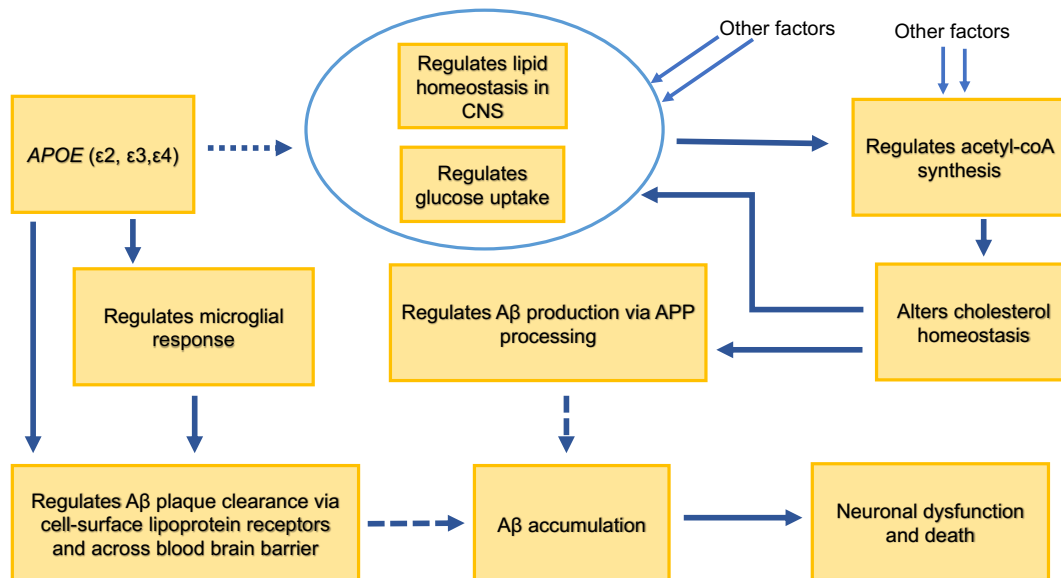 Other factors
Other factors
Regulates lipid
homeostasis in
CNS
APOE (ε2, ε3,ε4)
Regulates
glucose uptake
Regulates acetyl-coA
synthesis
Regulates microglial
response
Regulates Aβ production via APP
processing
Alters cholesterol
homeostasis
Regulates Aβ plaque clearance via
cell-surface lipoprotein receptors
and across blood brain barrier
Aβ accumulation
Neuronal dysfunction
and death